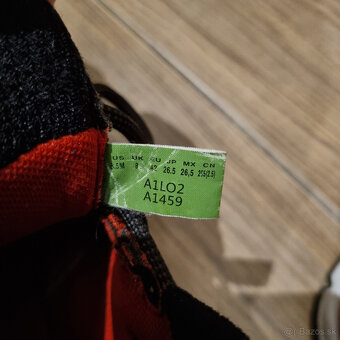 US UK EU JP MX CN
8.5M 8 42 26.5 26,5 265(2.5)
A1LO2
A1459
© Bazos.sk